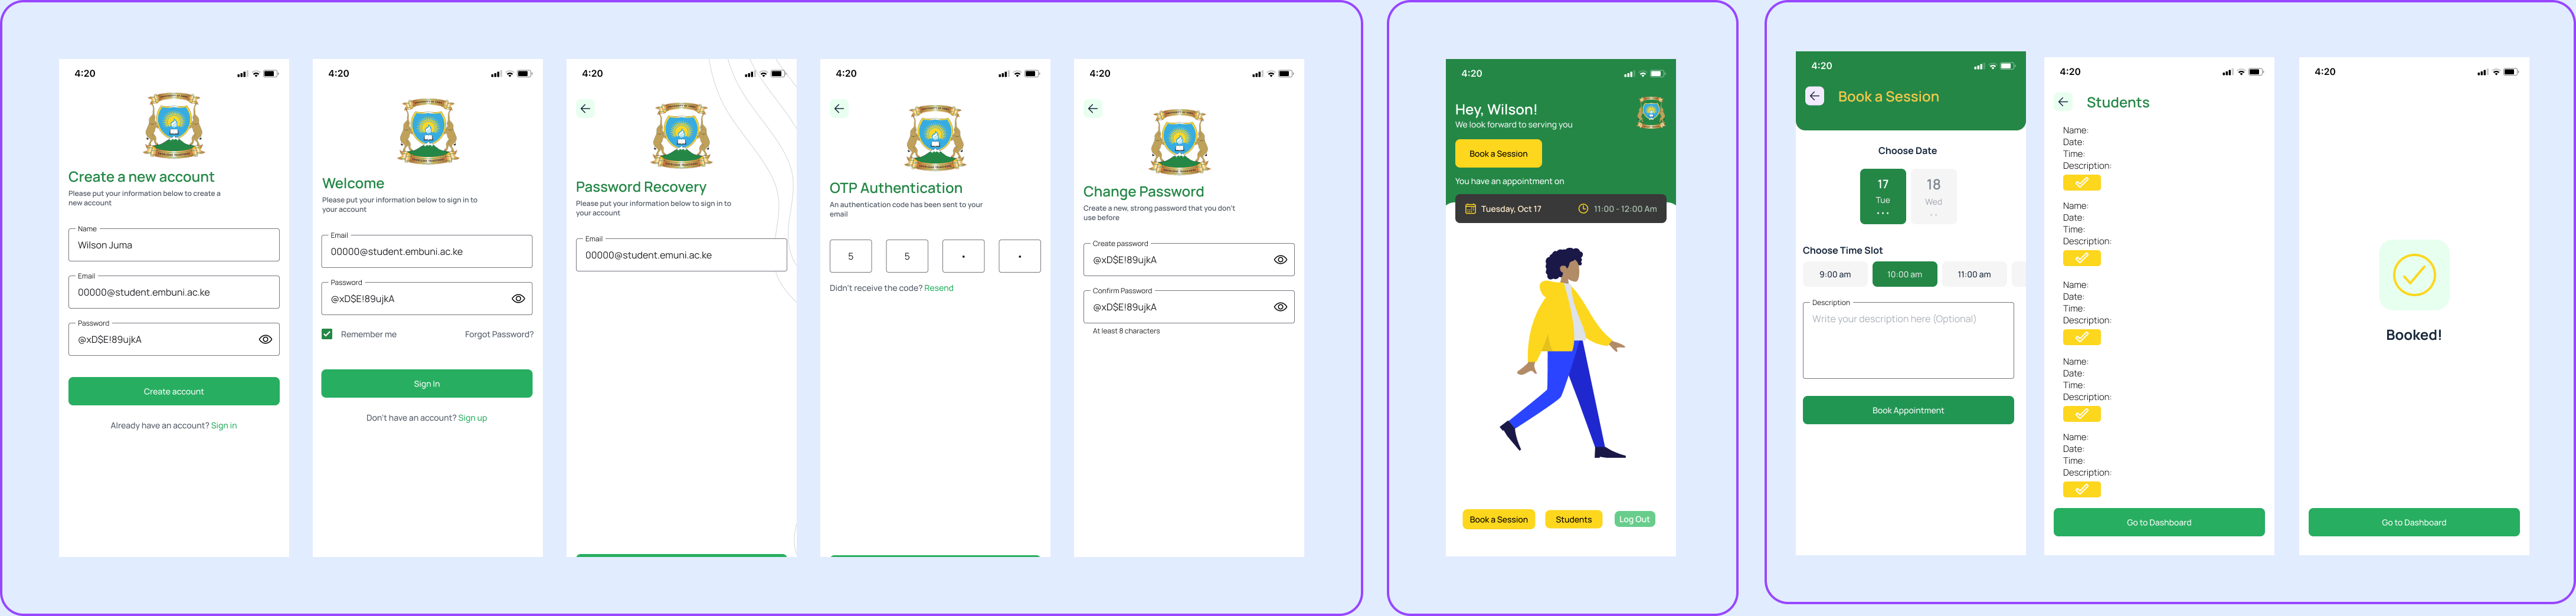 4:20
Create a new account
Please put your information below to create a
new account
Name
Wilson Juma
Email
00000@student.embuni.ac.ke
Password
@xD$E!89ujkA
Create account
Already have an account? Sign in
4:20
Welcome
Please put your information below to sign in to
your account
Email
00000@student.embuni.ac.ke
Password
@xD$E!89ujkA
Remember me
Forgot Password?
Sign In
Don't have an account? Sign up
4:20
Password Recovery
Please put your information below to sign in to
your account
Email
00000@student.emuni.ac.ke
4:20
OTP Authentication
An authentication code has been sent to your
email
5 5 • •
Didn't receive the code? Resend
4:20
Change Password
Create a new, strong password that you don't
use before
Create password
@xD$E!89ujkA
Confirm Password
@xD$E!89ujkA
At least 8 characters
4:20
Hey, Wilson!
We look forward to serving you
Book a Session
You have an appointment on
Tuesday, Oct 17
11:00 - 12:00 Am
Book a Session
Students
Log Out
4:20
Book a Session
Choose Date
17
Tue
18
Wed
Choose Time Slot
9:00 am
10:00 am
11:00 am
Description
Write your description here (Optional)
Book Appointment
4:20
Students
Name:
Date:
Time:
Description:
Name:
Date:
Time:
Description:
Name:
Date:
Time:
Description:
Name:
Date:
Time:
Description:
Name:
Date:
Time:
Description:
Go to Dashboard
4:20
Booked!
Go to Dashboard